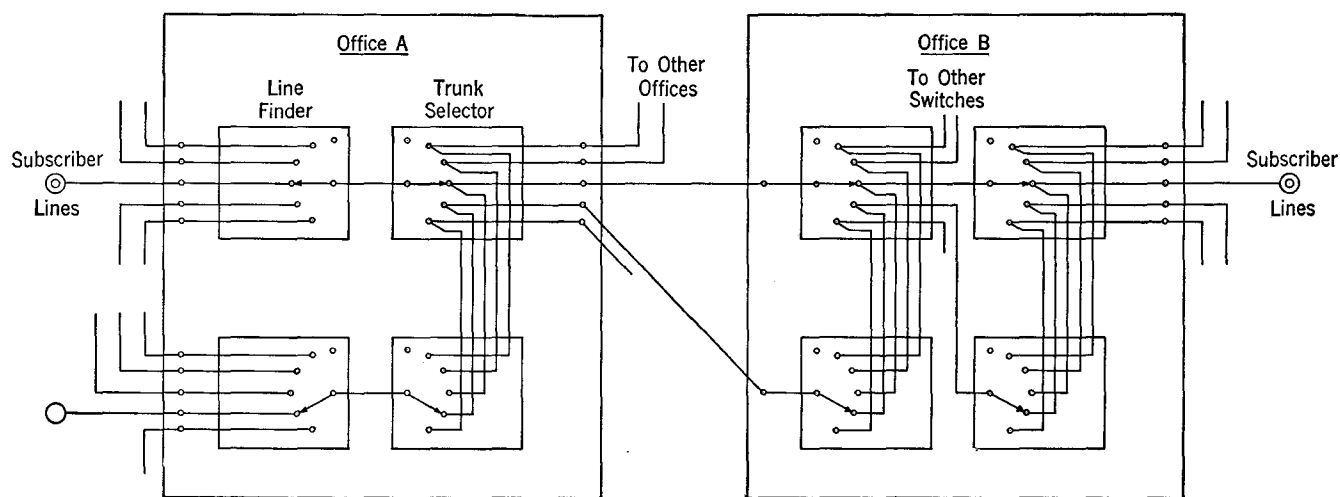 Office A
Office B
To Other
Offices
To Other
Switches
Line
Finder
Trunk
Selector
Subscriber
Lines
Subscriber
Lines